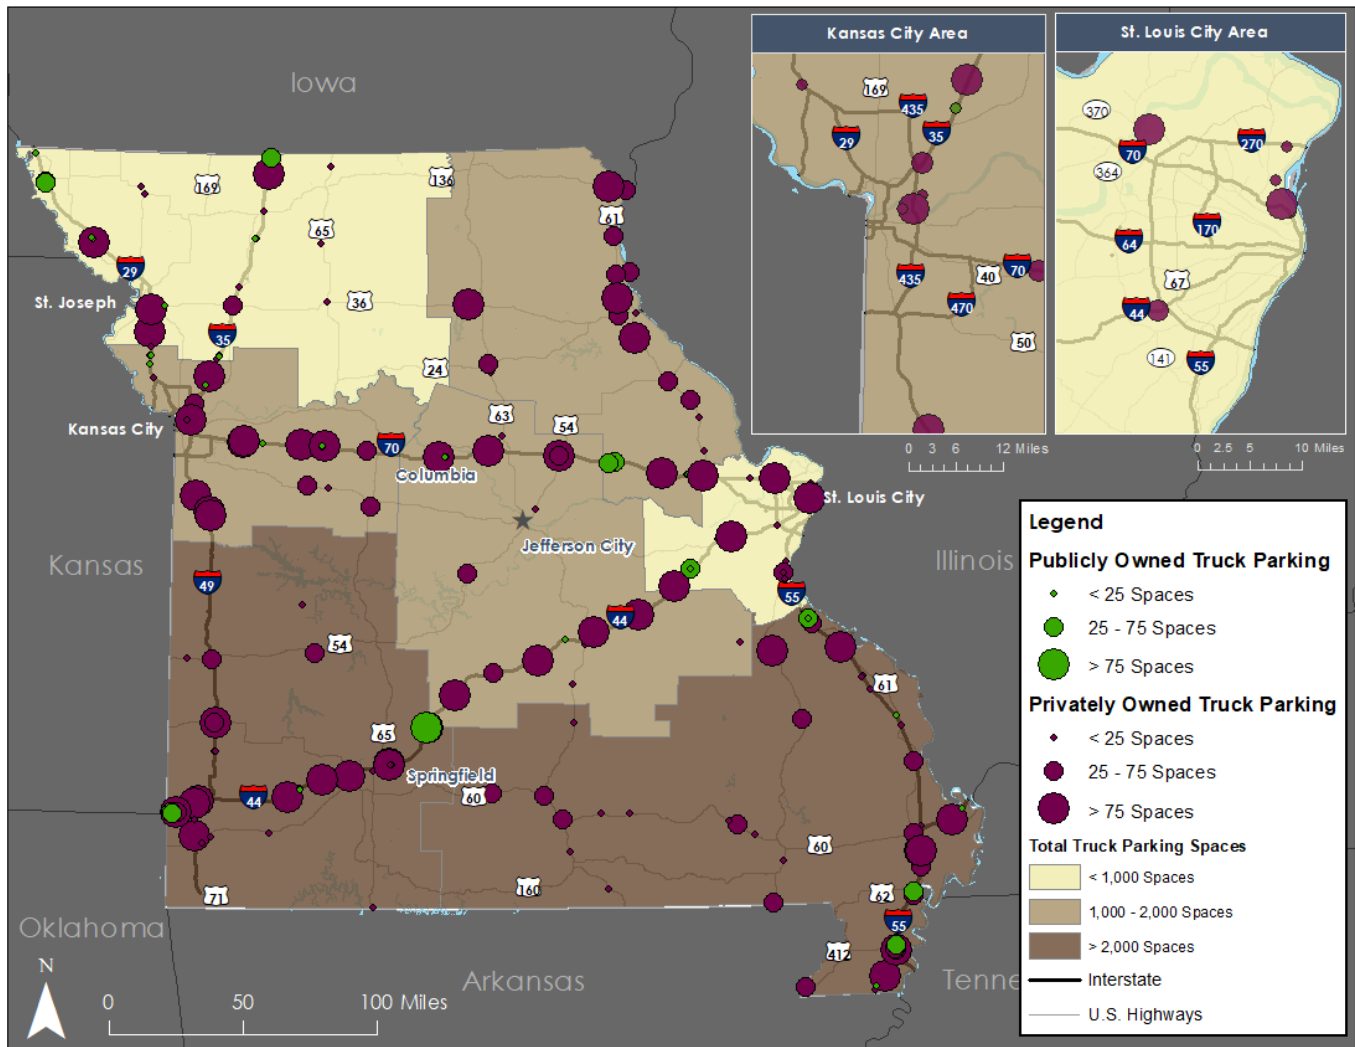 Kansas City Area
St. Louis City Area
Iowa
169
435
35
29
435
70
40
470
50
0 3 6 12 Miles
370
70
270
364
170
64
67
44
141
55
0 2.5 5 10 Miles
169
136
65
61
29
St. Joseph
36
35
24
63
54
Kansas City
70
Columbia
St. Louis City
Jefferson City
Kansas
Illinois
49
55
44
54
61
65
Springfield
44
60
60
71
160
62
55
412
Oklahoma
Arkansas
Tenne
N
0 50 100 Miles
Legend
Publicly Owned Truck Parking
< 25 Spaces
25 - 75 Spaces
> 75 Spaces
Privately Owned Truck Parking
< 25 Spaces
25 - 75 Spaces
> 75 Spaces
Total Truck Parking Spaces
< 1,000 Spaces
1,000 - 2,000 Spaces
> 2,000 Spaces
Interstate
U.S. Highways